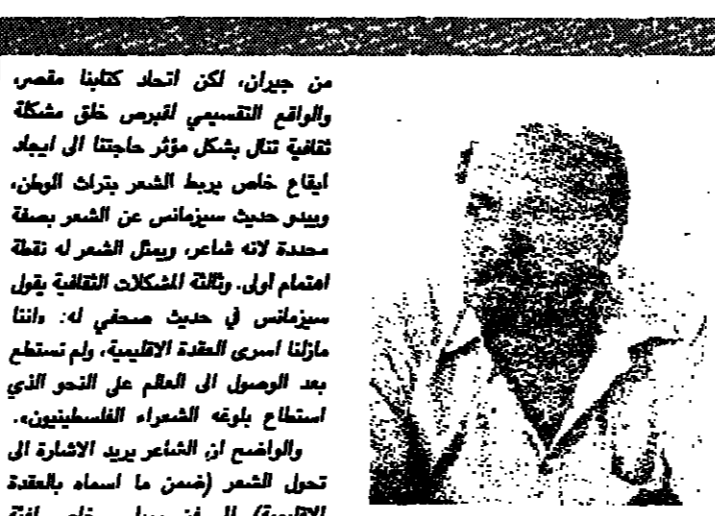 من جيران، لكن اتحاد كتابنا مقصر،
والواقع التقسيمي لقبرص خلق مشكلة
ثقافية تنال بشكل مؤثر حاجتنا الى ايجاد
ايقاع خاص يربط الشعر بتراث الوطن،
ويبدو حديث سيزمانس عن الشعر بصفة
محددة لانه شاعر، ويمثل الشعر له نقطة
اهتمام اولى. وثالثة المشكلات الثقافية يقول
سيزمانس في حديث صحفي له: «اننا
مازلنا اسرى العقدة الاقليمية، ولم نستطع
بعد الوصول الى العالم على النحو الذي
استطاع بلوغه الشعراء الفلسطينيون».
والواضح ان الشاعر يريد الاشارة الى
تحول الشعر (ضمن ما اسماه بالعقدة
الاقليمية) الى فن خاص